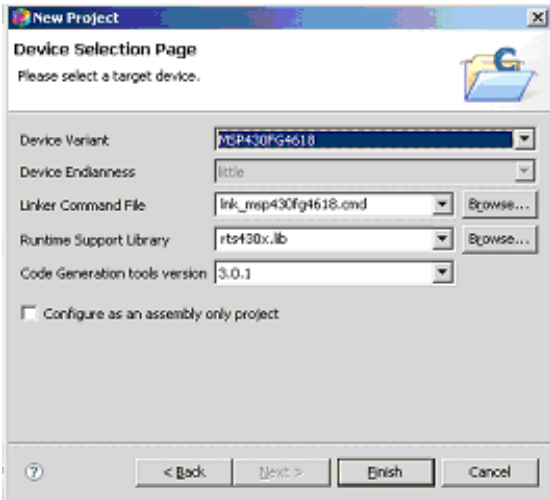 New Project
Device Selection Page
Please select a target device.
Device Variant MSP430FG4618
Device Endianness little
Linker Command File lnk_msp430fg4618.cmd Browse...
Runtime Support Library rts430x.lib Browse...
Code Generation tools version 3.0.1
Configure as an assembly only project
< Back Next > Finish Cancel